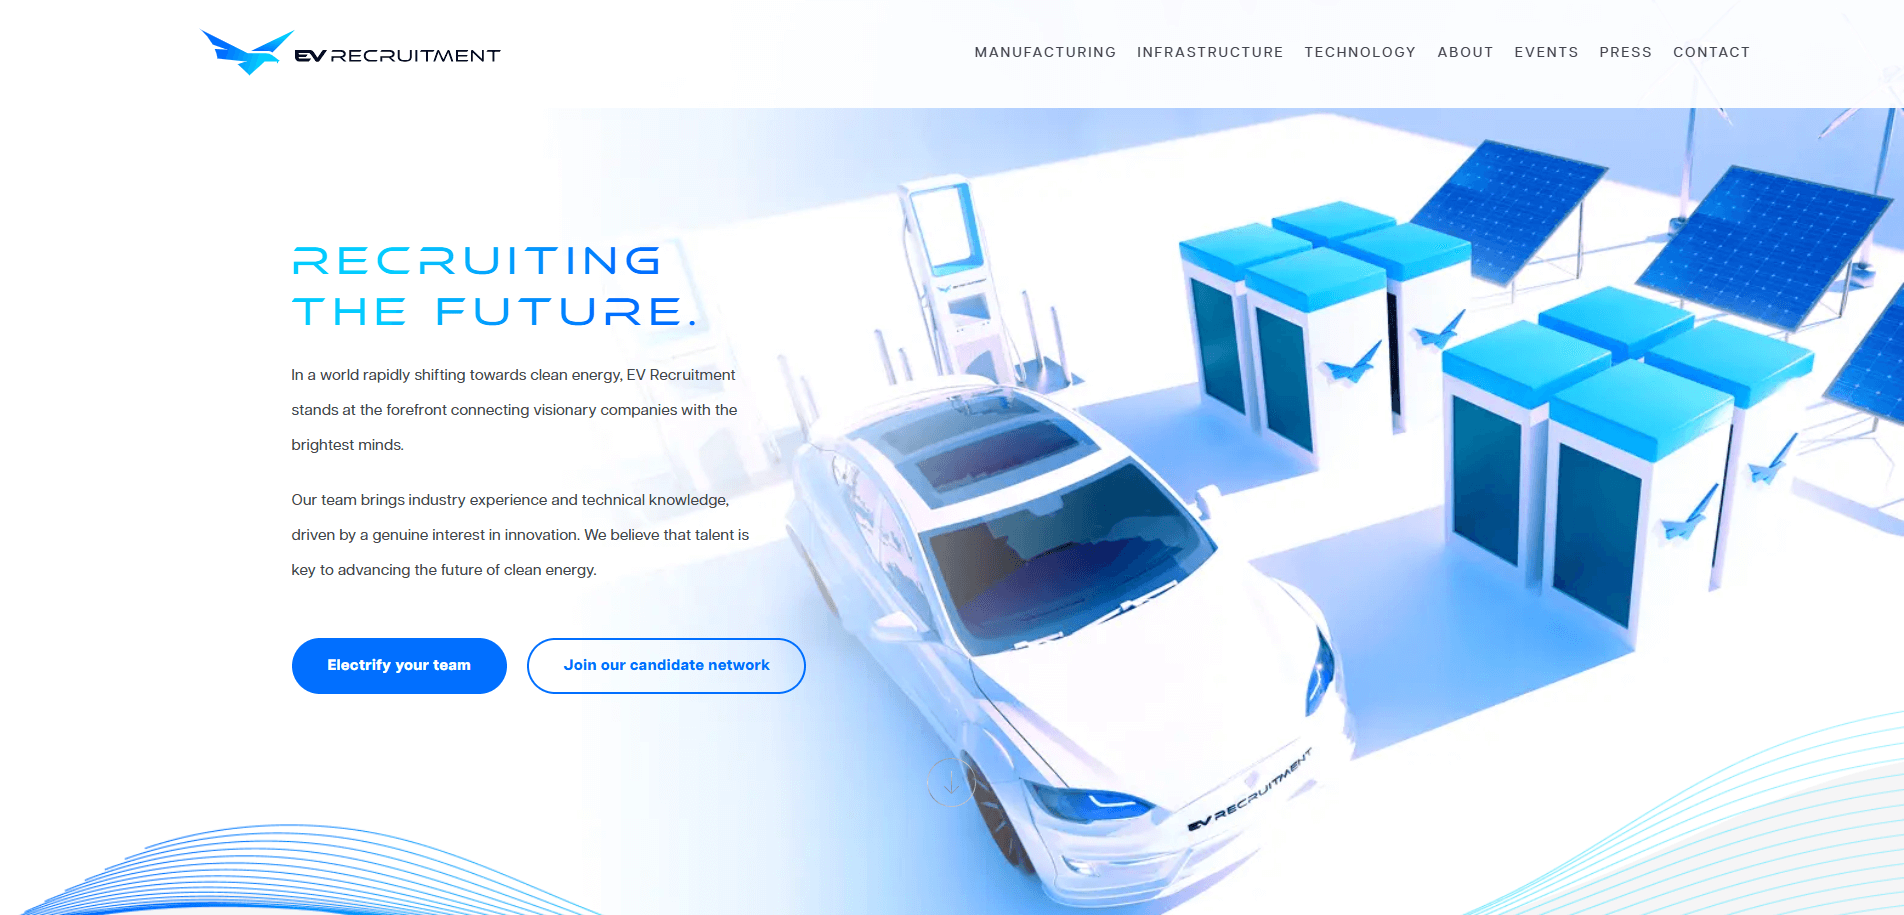 EV RECRUITMENT
MANUFACTURING INFRASTRUCTURE TECHNOLOGY ABOUT EVENTS PRESS CONTACT
RECRUITING
THE FUTURE.
In a world rapidly shifting towards clean energy, EV Recruitment
stands at the forefront connecting visionary companies with the
brightest minds.
Our team brings industry experience and technical knowledge,
driven by a genuine interest in innovation. We believe that talent is
key to advancing the future of clean energy.
Electrify your team
Join our candidate network
EV RECRUITMENT